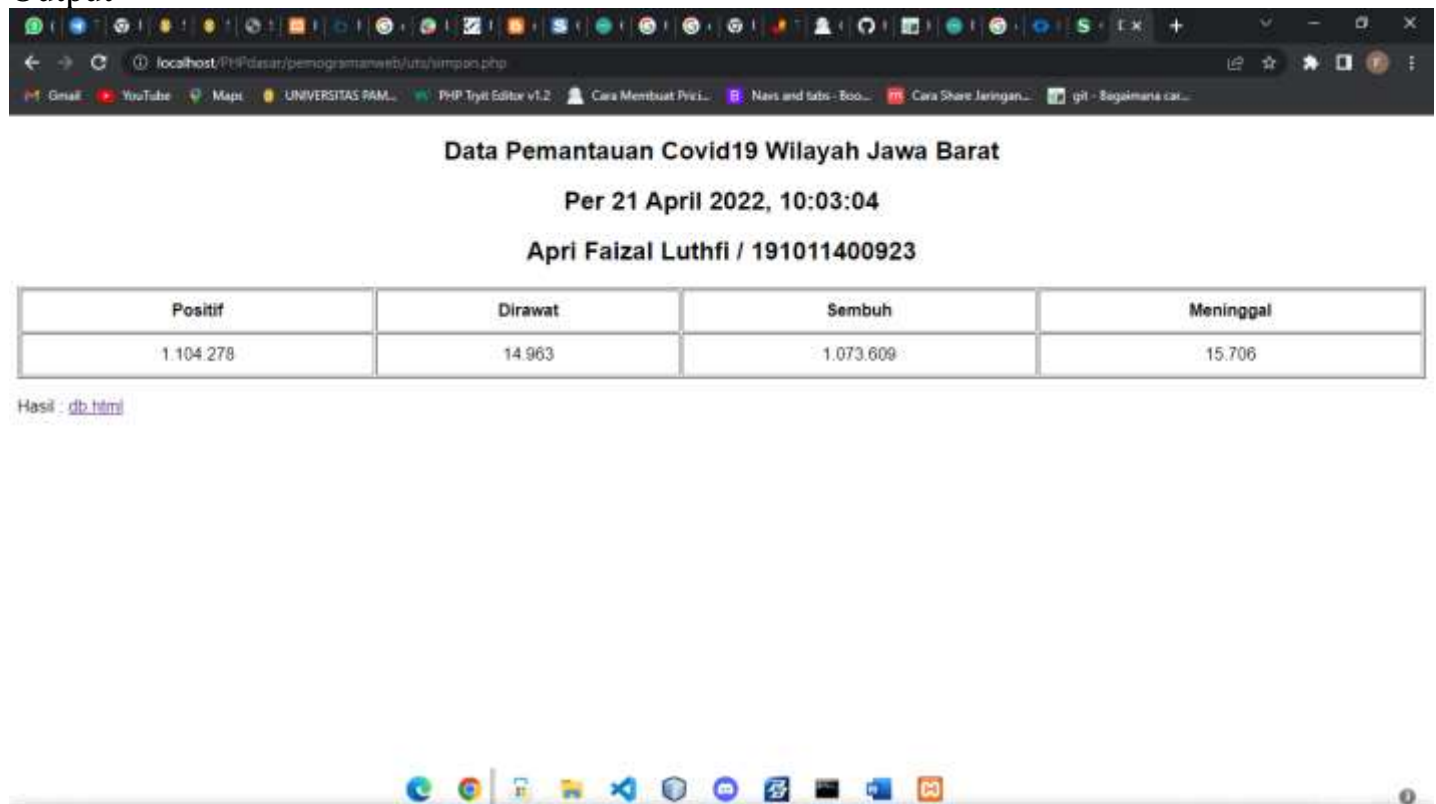 Output
localhost/PHPdasar/pemogramanweb/uts/simpan.php
Gmail YouTube Maps UNIVERSITAS PAM... PHP Tryit Editor v1.2 Cara Membuat Prici... Navs and tabs · Boo... Cara Share Jaringan... git - Bagaimana car...
Data Pemantauan Covid19 Wilayah Jawa Barat
Per 21 April 2022, 10:03:04
Apri Faizal Luthfi / 191011400923
Positif Dirawat Sembuh Meninggal
1.104.278 14.963 1.073.609 15.706
Hasil : db.html